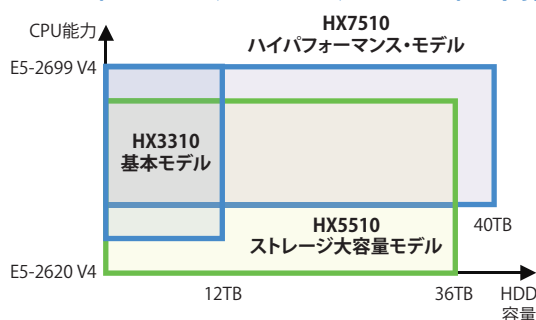 HX7510
ハイパフォーマンス・モデル
CPU能力
E5-2699 V4
HX3310
基本モデル
HX5510
ストレージ大容量モデル
40TB
E5-2620 V4
12TB
36TB
HDD
容量